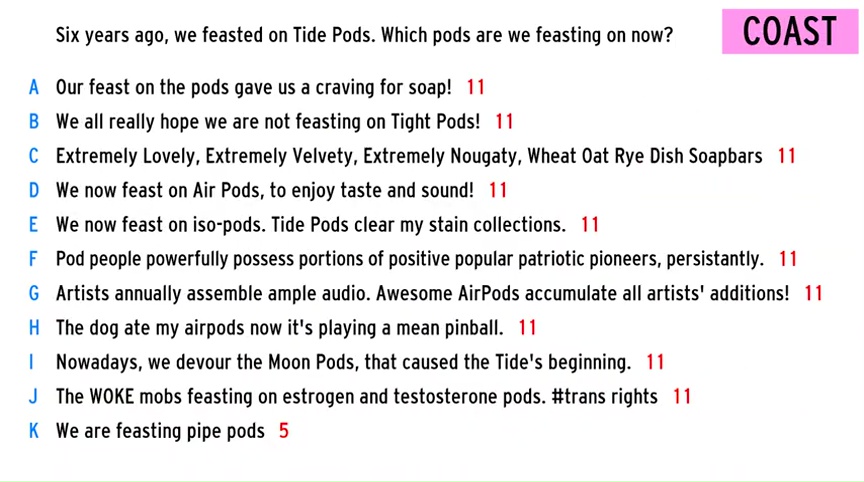 Six years ago, we feasted on Tide Pods. Which pods are we feasting on now?
COAST
A Our feast on the pods gave us a craving for soap! 11
B We all really hope we are not feasting on Tight Pods! 11
C Extremely Lovely, Extremely Velvety, Extremely Nougaty, Wheat Oat Rye Dish Soapbars 11
D We now feast on Air Pods, to enjoy taste and sound! 11
E We now feast on iso-pods. Tide Pods clear my stain collections. 11
F Pod people powerfully possess portions of positive popular patriotic pioneers, persistantly. 11
G Artists annually assemble ample audio. Awesome AirPods accumulate all artists' additions! 11
H The dog ate my airpods now it's playing a mean pinball. 11
I Nowadays, we devour the Moon Pods, that caused the Tide's beginning. 11
J The WOKE mobs feasting on estrogen and testosterone pods. #trans rights 11
K We are feasting pipe pods 5